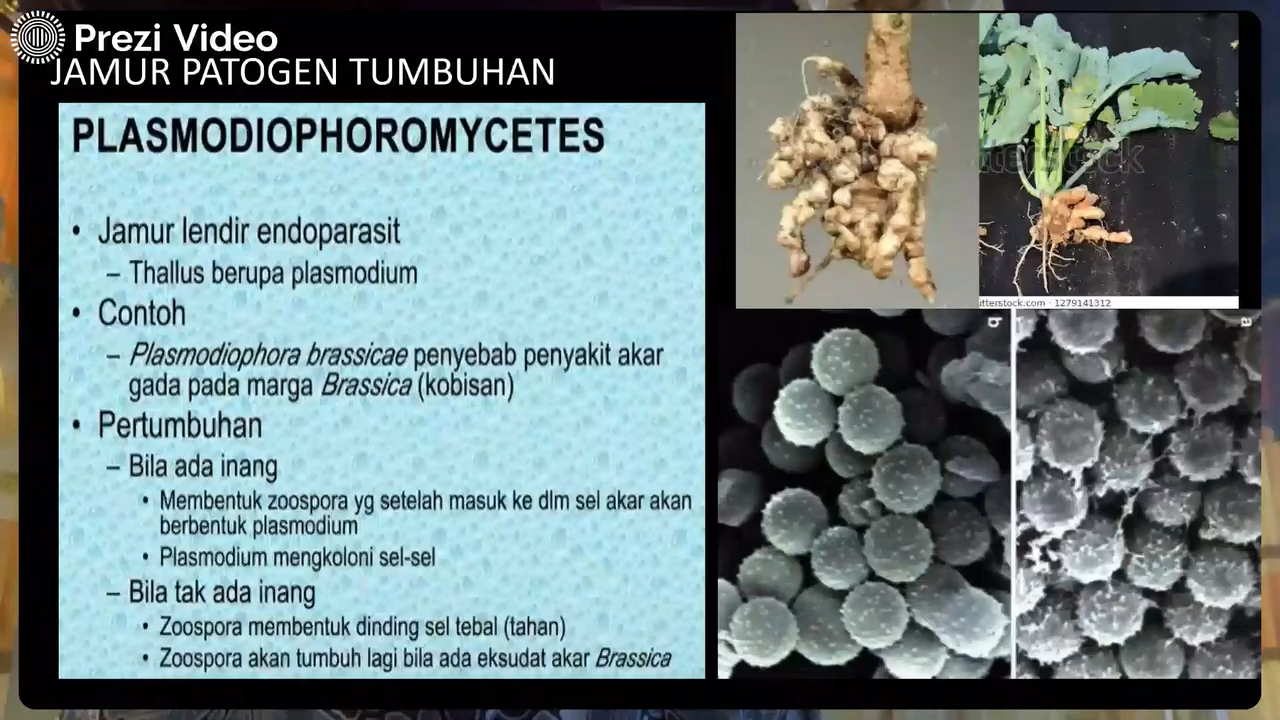 Prezi Video
JAMUR PATOGEN TUMBUHAN
PLASMODIOPHOROMYCETES
• Jamur lendir endoparasit
– Thallus berupa plasmodium
• Contoh
– Plasmodiophora brassicae penyebab penyakit akar
gada pada marga Brassica (kobisan)
• Pertumbuhan
– Bila ada inang
• Membentuk zoospora yg setelah masuk ke dlm sel akar akan
berbentuk plasmodium
• Plasmodium mengkoloni sel-sel
– Bila tak ada inang
• Zoospora membentuk dinding sel tebal (tahan)
• Zoospora akan tumbuh lagi bila ada eksudat akar Brassica
utterstock.com · 1279141312
b
a